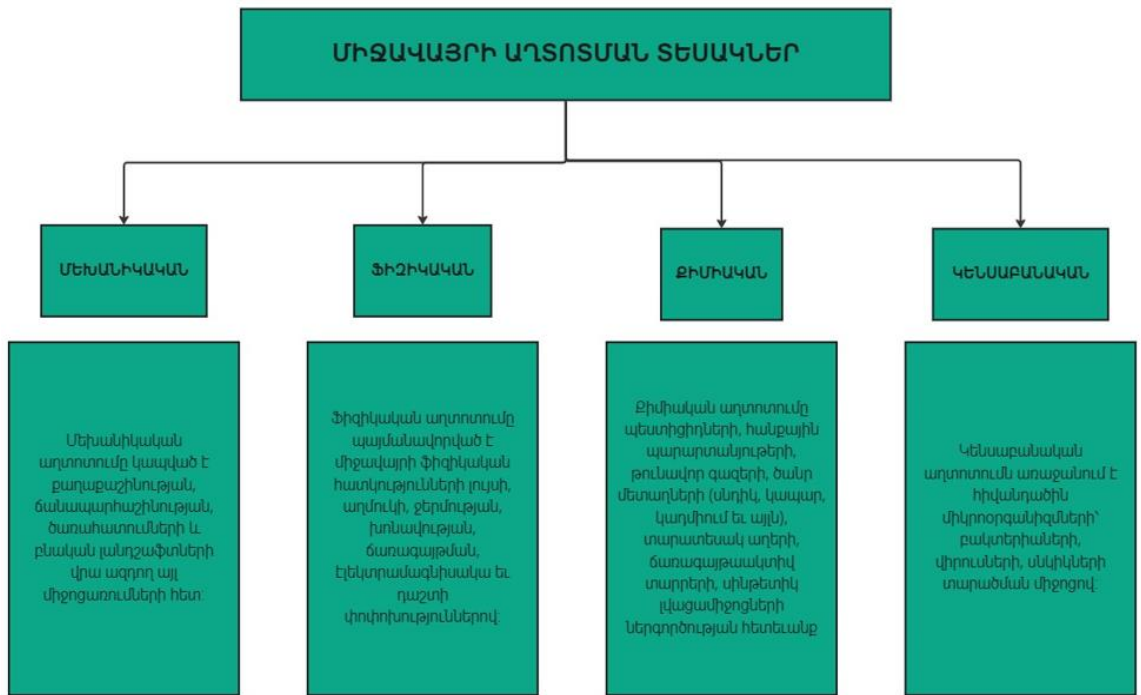 ՄԻՋԱՎԱՅՐԻ ԱՂՏՈՏՄԱՆ ՏԵՍԱԿՆԵՐ
ՄԵԽԱՆԻԿԱԿԱՆ
ՖԻԶԻԿԱԿԱՆ
ՔԻՄԻԱԿԱՆ
ԿԵՆՍԱԲԱՆԱԿԱՆ
Մեխանիկական
աղտոտումը կապված է
քաղաքաշինության,
ճանապարհաշինության,
ծառահատումների և
բնական լանդշաֆտների
վրա ազդող այլ
միջոցառումների հետ:
Ֆիզիկական աղտոտումը
պայմանավորված է
միջավայրի ֆիզիկական
հատկությունների լույսի,
աղմուկի, ջերմության,
խոնավության,
ճառագայթման,
էլեկտրամագնիսակա եւ
դաշտի
փոփոխություններով:
Քիմիական աղտոտումը
պեստիցիդների, հանքային
պարարտանյութերի,
թունավոր գազերի, ծանր
մետաղների (սնդիկ, կապար,
կադմիում եւ այլն),
տարատեսակ աղերի,
ճառագայթաակտիվ
տարրերի, սինթետիկ
լվացամիջոցների
ներգործության հետեւանք
Կենսաբանական
աղտոտումն առաջանում է
հիվանդածին
միկրոօրգանիզմների՝
բակտերիաների,
վիրուսների, սնկիկների
տարածման միջոցով: